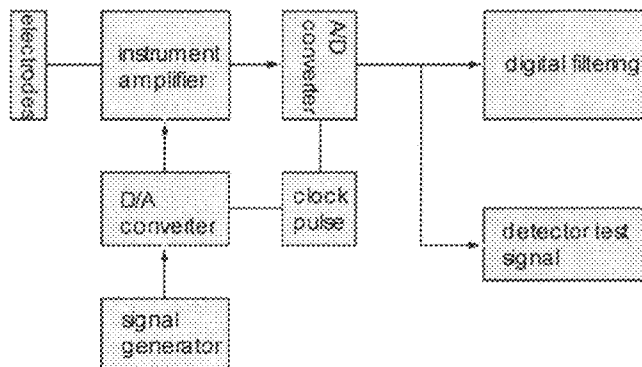 electrodes
instrument
amplifier
A/D
converter
digital filtering
D/A
converter
clock
pulse
detector test
signal
signal
generator